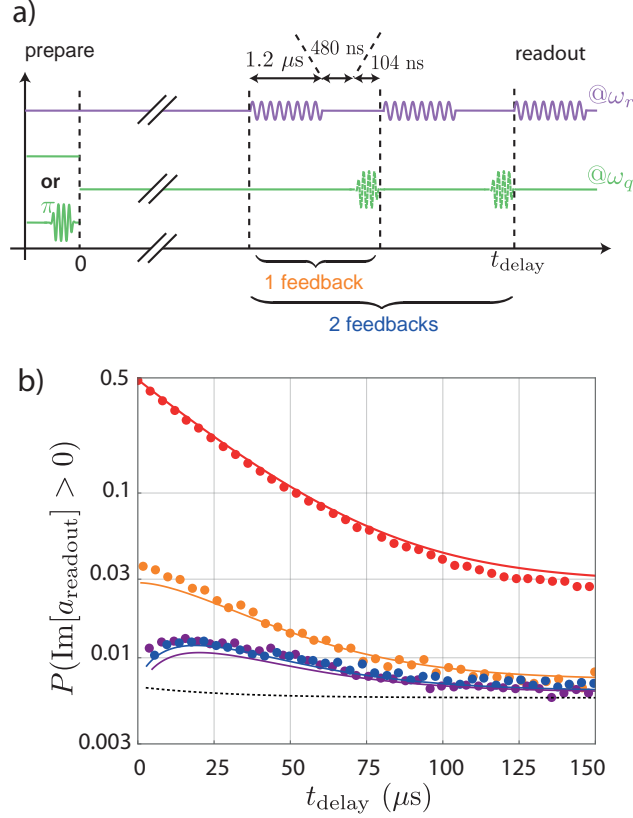 a)
prepare
1.2 μs
480 ns
104 ns
readout
@ω_r
or
π
@ω_q
0
t_delay
1 feedback
2 feedbacks
b)
P(Im[a_readout] > 0)
0.5
0.1
0.03
0.01
0.003
0
25
50
75
100
125
150
t_delay (μs)